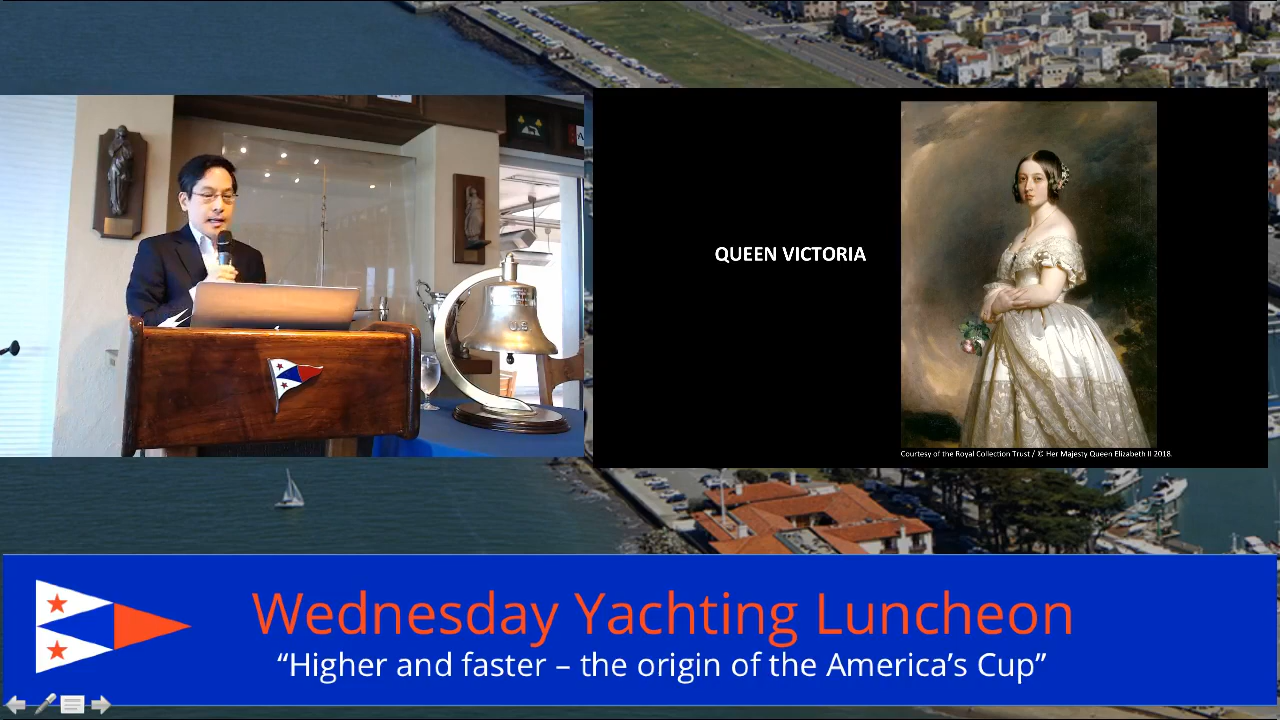 U.S
QUEEN VICTORIA
Courtesy of the Royal Collection Trust / © Her Majesty Queen Elizabeth II 2018.
Wednesday Yachting Luncheon
“Higher and faster – the origin of the America’s Cup”